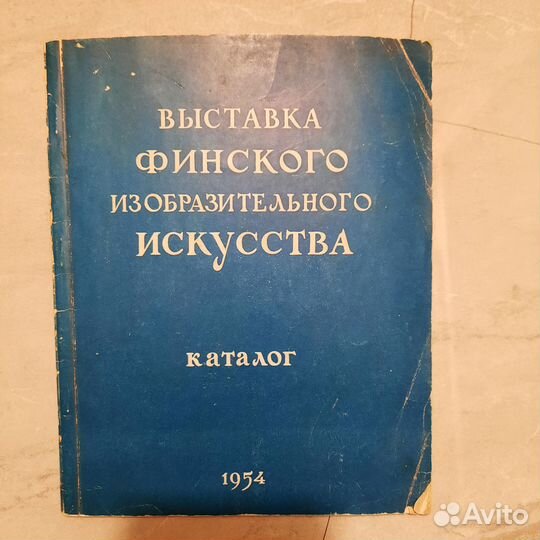 ВЫСТАВКА
ФИНСКОГО
ИЗОБРАЗИТЕЛЬНОГО
ИСКУССТВА
КАТАЛОГ
1954
Avito